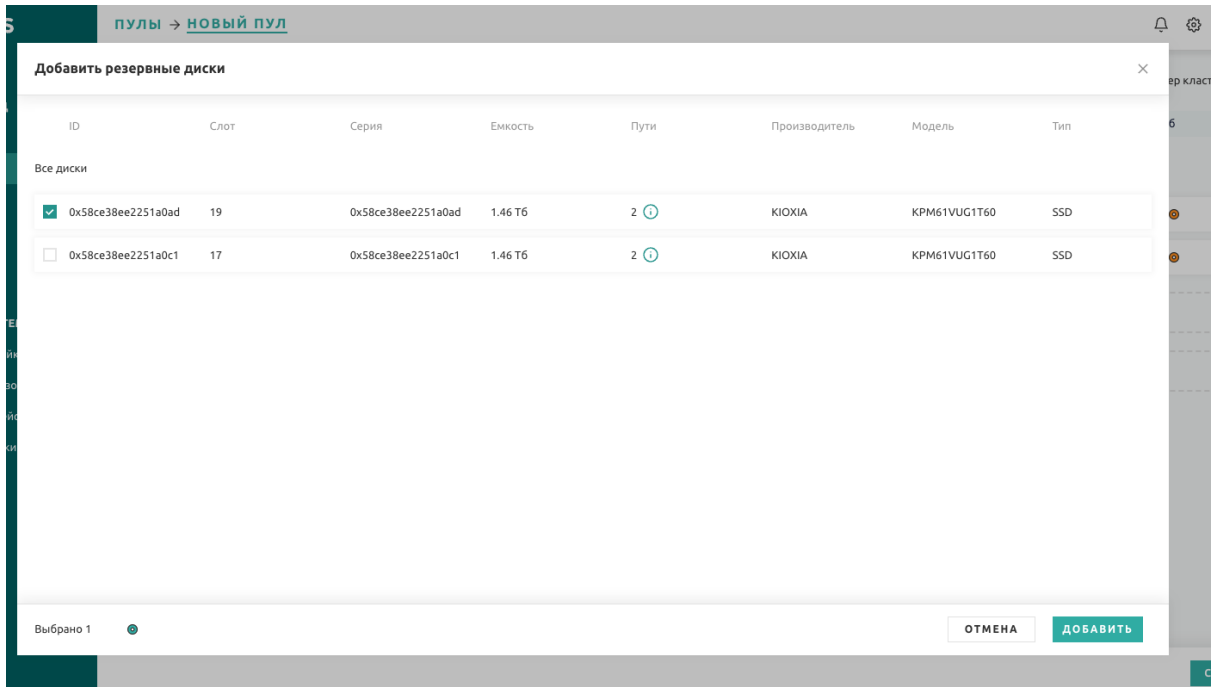 S ПУЛЫ → НОВЫЙ ПУЛ
Добавить резервные диски
ID Слот Серия Емкость Пути Производитель Модель Тип
Все диски
0x58ce38ee2251a0ad 19 0x58ce38ee2251a0ad 1.46 Тб 2 KIOXIA KPM61VUG1T60 SSD
0x58ce38ee2251a0c1 17 0x58ce38ee2251a0c1 1.46 Тб 2 KIOXIA KPM61VUG1T60 SSD
Выбрано 1 ОТМЕНА ДОБАВИТЬ